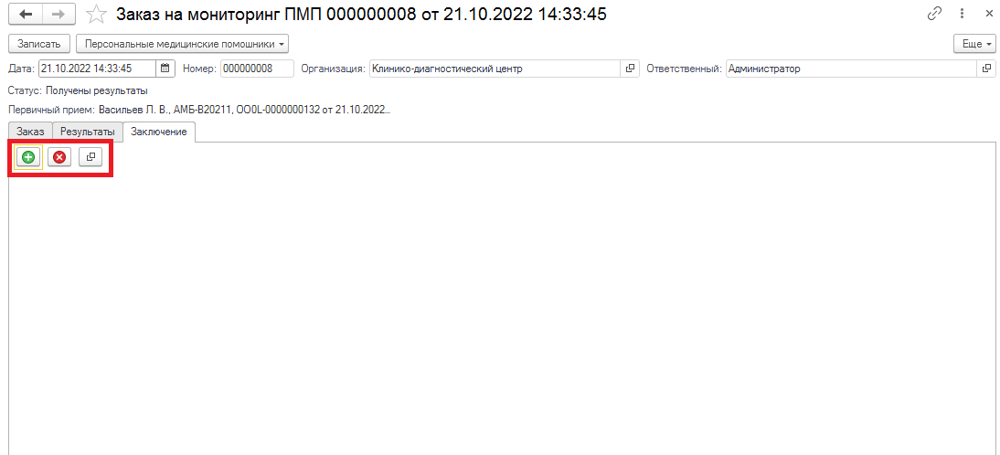 Заказ на мониторинг ПМП 000000008 от 21.10.2022 14:33:45
Записать Персональные медицинские помошники Еще
Дата: 21.10.2022 14:33:45 Номер: 000000008 Организация: Клинико-диагностический центр Ответственный: Администратор
Статус: Получены результаты
Первичный прием: Васильев Л. В., АМБ-В20211, ОО0L-0000000132 от 21.10.2022...
Заказ Результаты Заключение